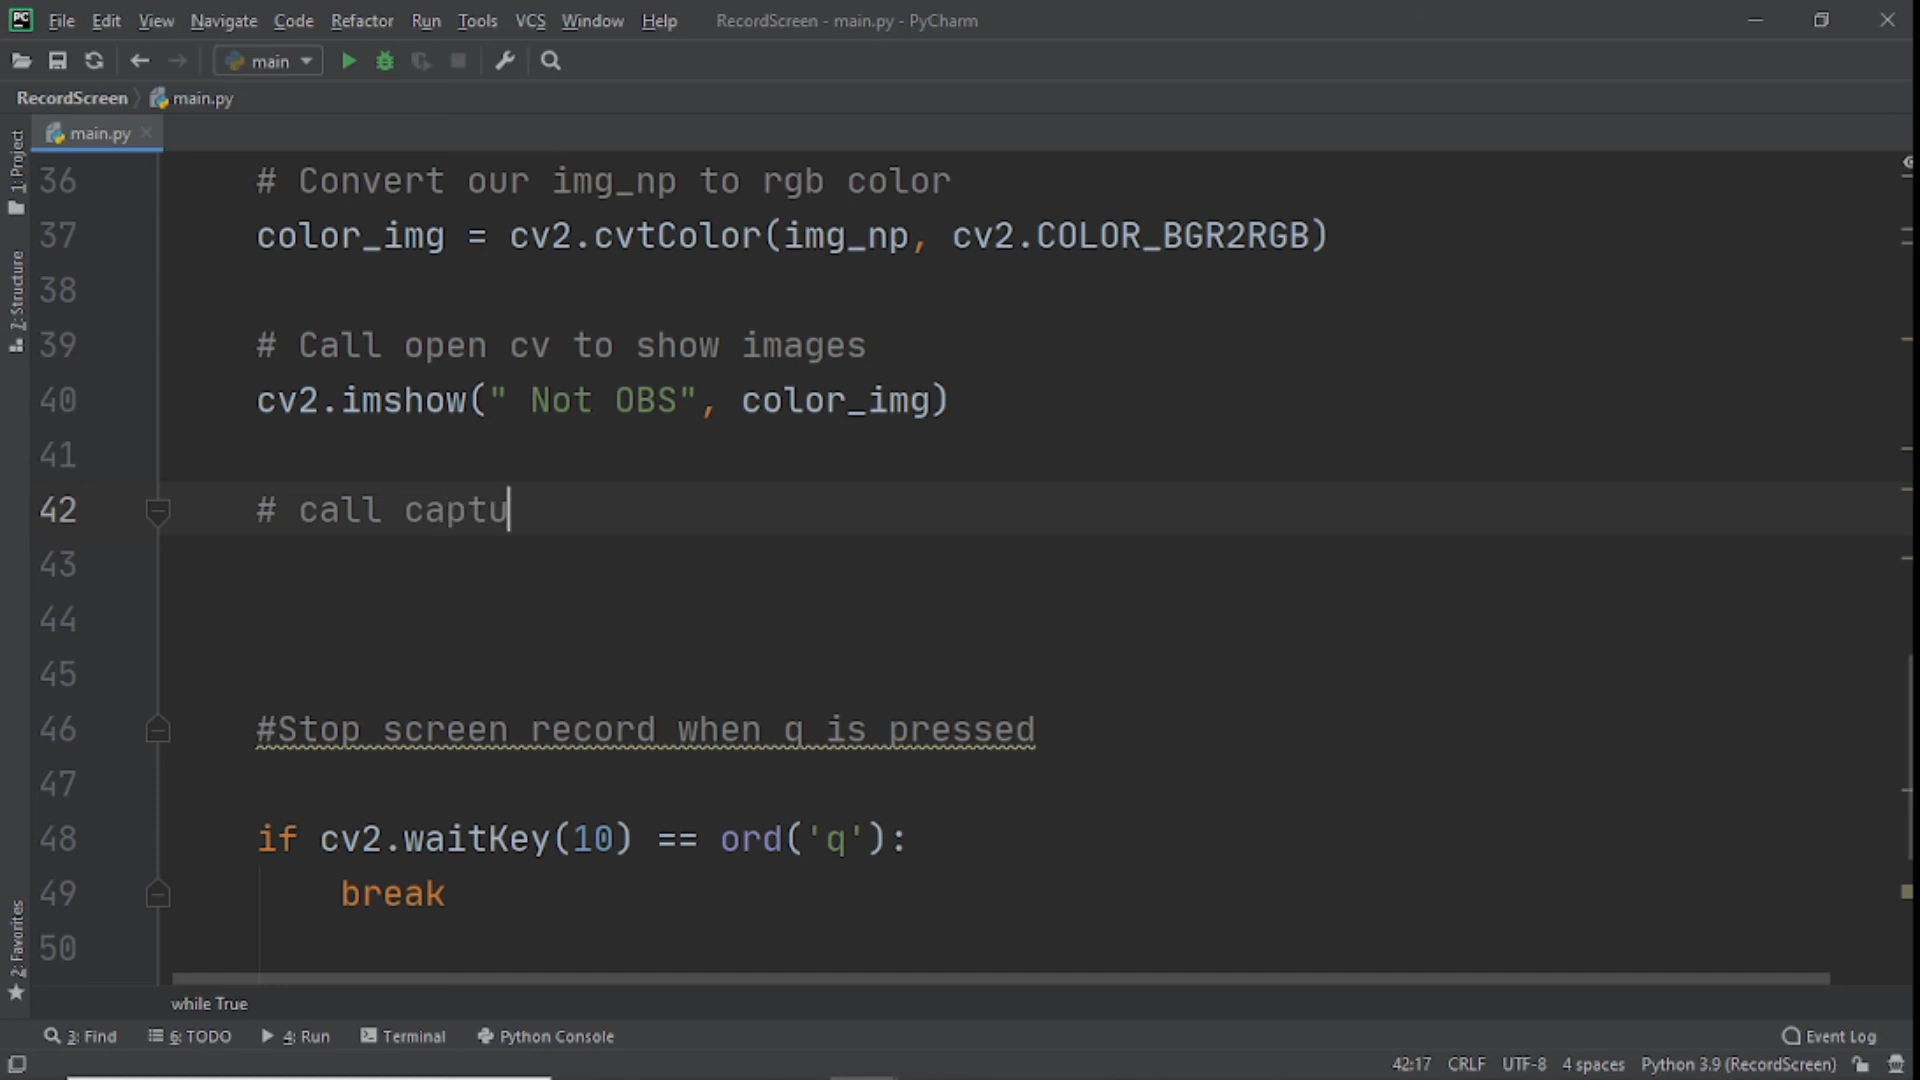 PC File Edit View Navigate Code Refactor Run Tools VCS Window Help RecordScreen - main.py - PyCharm
main
RecordScreen main.py
main.py
1: Project
7: Structure
2: Favorites
36 # Convert our img_np to rgb color
37 color_img = cv2.cvtColor(img_np, cv2.COLOR_BGR2RGB)
38
39 # Call open cv to show images
40 cv2.imshow(" Not OBS", color_img)
41
42 # call captu
43
44
45
46 #Stop screen record when q is pressed
47
48 if cv2.waitKey(10) == ord('q'):
49 break
50
while True
3: Find 6: TODO 4: Run Terminal Python Console Event Log
42:17 CRLF UTF-8 4 spaces Python 3.9 (RecordScreen)